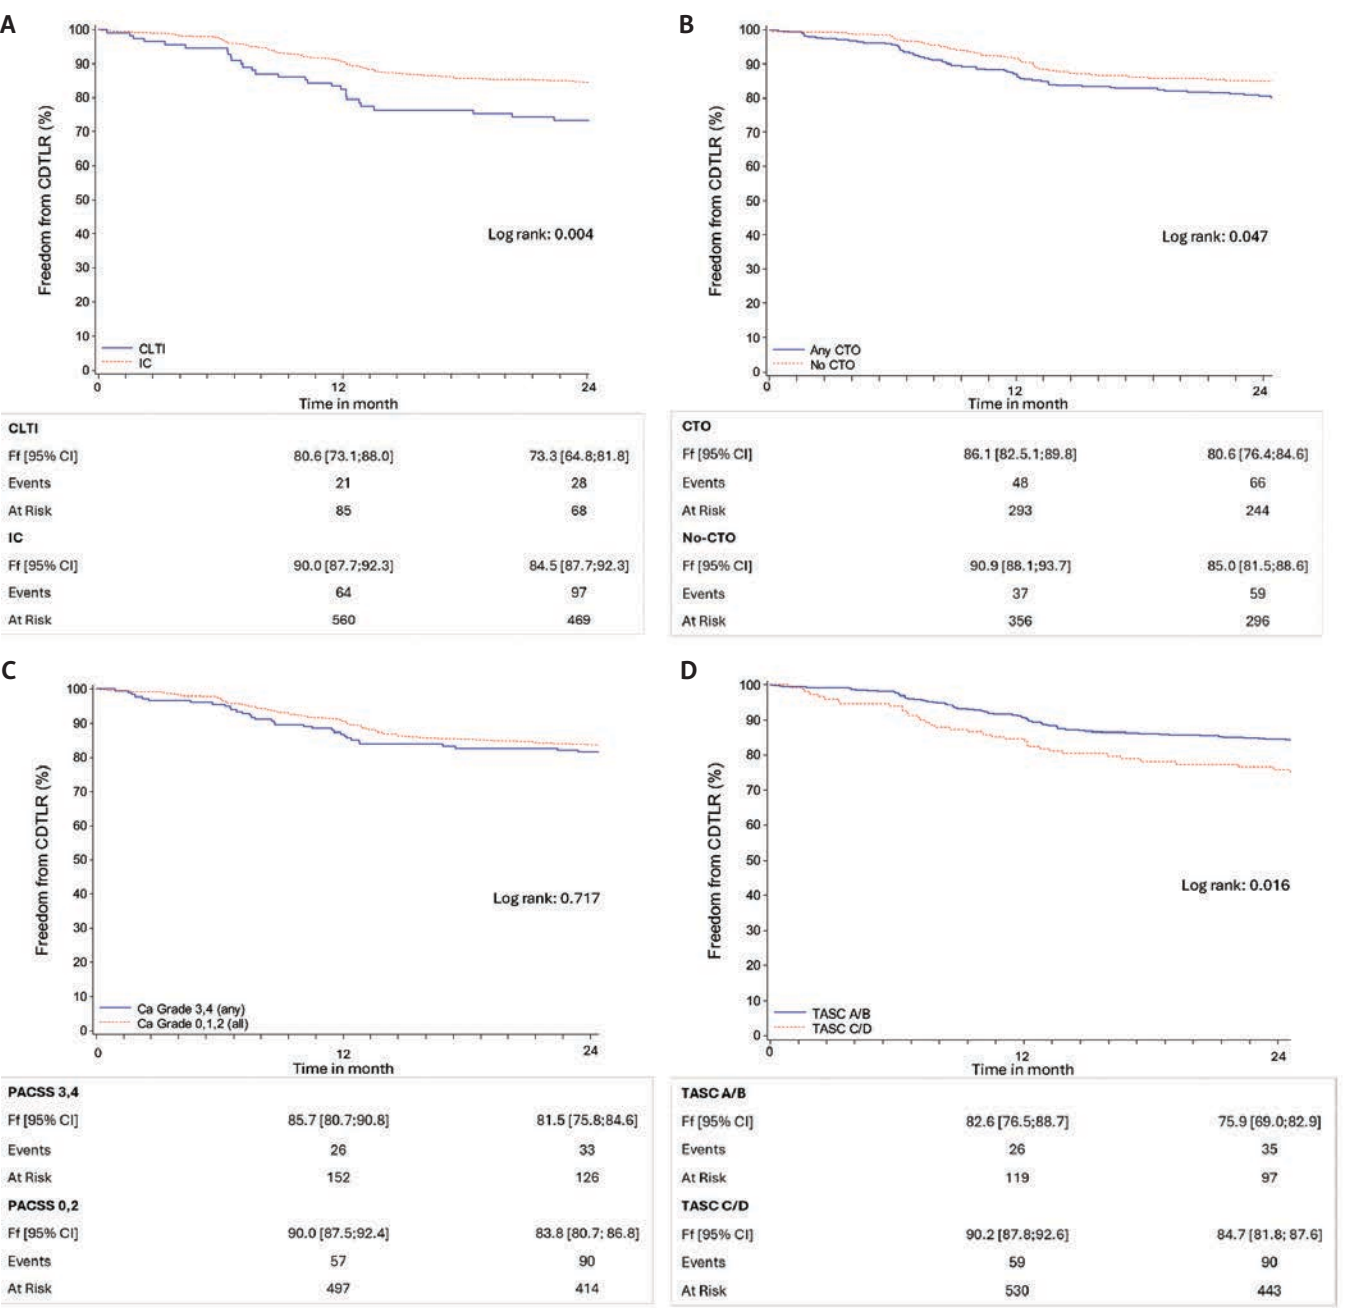 A
Freedom from CDTLR (%)
100
90
80
70
60
50
40
30
20
10
0
Log rank: 0.004
CLTI
IC
0 12 24
Time in month
CLTI
Ff [95% CI] 80.6 [73.1;88.0] 73.3 [64.8;81.8]
Events 21 28
At Risk 85 68
IC
Ff [95% CI] 90.0 [87.7;92.3] 84.5 [87.7;92.3]
Events 64 97
At Risk 560 469
B
Freedom from CDTLR (%)
100
90
80
70
60
50
40
30
20
10
0
Log rank: 0.047
Any CTO
No CTO
0 12 24
Time in month
CTO
Ff [95% CI] 86.1 [82.5.1;89.8] 80.6 [76.4;84.6]
Events 48 66
At Risk 293 244
No-CTO
Ff [95% CI] 90.9 [88.1;93.7] 85.0 [81.5;88.6]
Events 37 59
At Risk 356 296
C
Freedom from CDTLR (%)
100
90
80
70
60
50
40
30
20
10
0
Log rank: 0.717
Ca Grade 3,4 (any)
Ca Grade 0,1,2 (all)
0 12 24
Time in month
PACSS 3,4
Ff [95% CI] 85.7 [80.7;90.8] 81.5 [75.8;84.6]
Events 26 33
At Risk 152 126
PACSS 0,2
Ff [95% CI] 90.0 [87.5;92.4] 83.8 [80.7; 86.8]
Events 57 90
At Risk 497 414
D
Freedom from CDTLR (%)
100
90
80
70
60
50
40
30
20
10
0
Log rank: 0.016
TASC A/B
TASC C/D
0 12 24
Time in month
TASC A/B
Ff [95% CI] 82.6 [76.5;88.7] 75.9 [69.0;82.9]
Events 26 35
At Risk 119 97
TASC C/D
Ff [95% CI] 90.2 [87.8;92.6] 84.7 [81.8; 87.6]
Events 59 90
At Risk 530 443